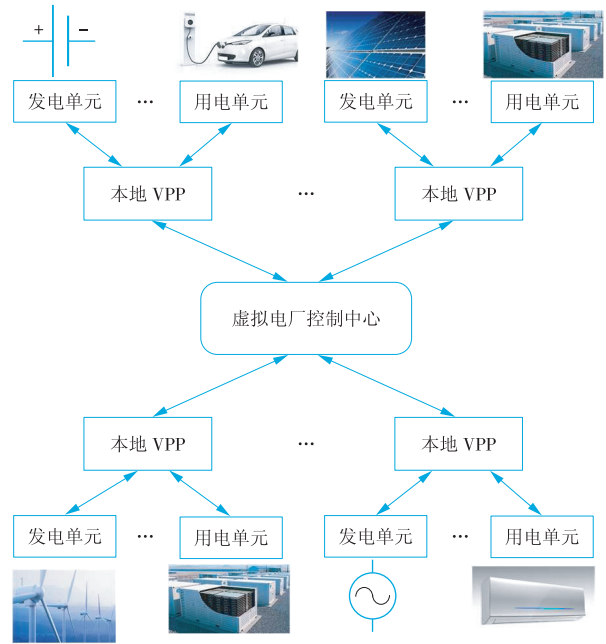 + −
发电单元 … 用电单元 发电单元 … 用电单元
本地 VPP … 本地 VPP
虚拟电厂控制中心
本地 VPP … 本地 VPP
发电单元 … 用电单元 发电单元 … 用电单元